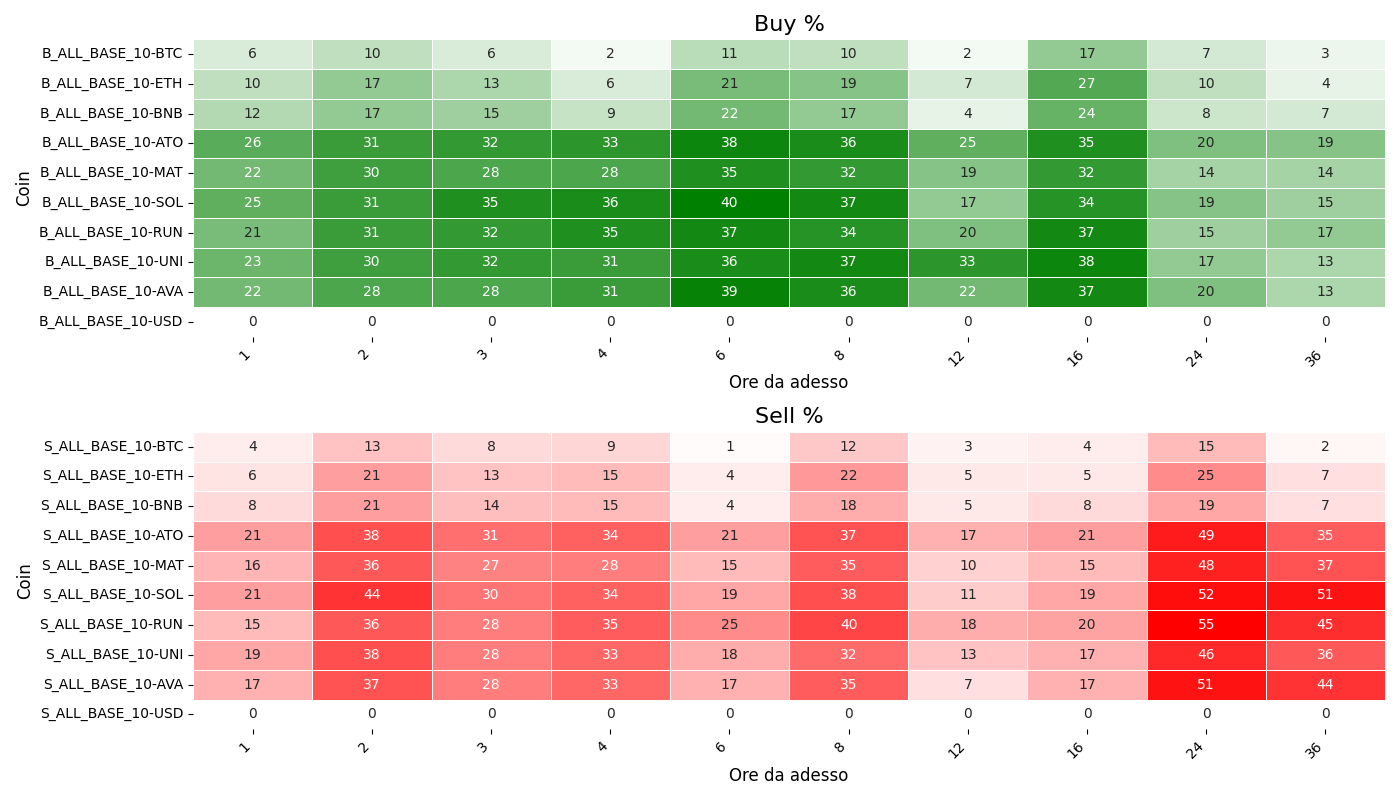 Buy %
Coin
B_ALL_BASE_10-BTC 6 10 6 2 11 10 2 17 7 3
B_ALL_BASE_10-ETH 10 17 13 6 21 19 7 27 10 4
B_ALL_BASE_10-BNB 12 17 15 9 22 17 4 24 8 7
B_ALL_BASE_10-ATO 26 31 32 33 38 36 25 35 20 19
B_ALL_BASE_10-MAT 22 30 28 28 35 32 19 32 14 14
B_ALL_BASE_10-SOL 25 31 35 36 40 37 17 34 19 15
B_ALL_BASE_10-RUN 21 31 32 35 37 34 20 37 15 17
B_ALL_BASE_10-UNI 23 30 32 31 36 37 33 38 17 13
B_ALL_BASE_10-AVA 22 28 28 31 39 36 22 37 20 13
B_ALL_BASE_10-USD 0 0 0 0 0 0 0 0 0 0
1 2 3 4 6 8 12 16 24 36
Ore da adesso
Sell %
Coin
S_ALL_BASE_10-BTC 4 13 8 9 1 12 3 4 15 2
S_ALL_BASE_10-ETH 6 21 13 15 4 22 5 5 25 7
S_ALL_BASE_10-BNB 8 21 14 15 4 18 5 8 19 7
S_ALL_BASE_10-ATO 21 38 31 34 21 37 17 21 49 35
S_ALL_BASE_10-MAT 16 36 27 28 15 35 10 15 48 37
S_ALL_BASE_10-SOL 21 44 30 34 19 38 11 19 52 51
S_ALL_BASE_10-RUN 15 36 28 35 25 40 18 20 55 45
S_ALL_BASE_10-UNI 19 38 28 33 18 32 13 17 46 36
S_ALL_BASE_10-AVA 17 37 28 33 17 35 7 17 51 44
S_ALL_BASE_10-USD 0 0 0 0 0 0 0 0 0 0
1 2 3 4 6 8 12 16 24 36
Ore da adesso